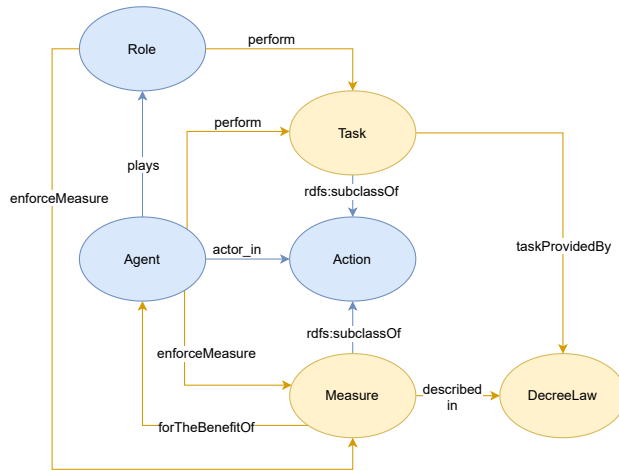 perform
Role
perform
Task
plays
rdfs:subclassOf
enforceMeasure
taskProvidedBy
Agent
actor_in
Action
rdfs:subclassOf
enforceMeasure
described
in
Measure
DecreeLaw
forTheBenefitOf